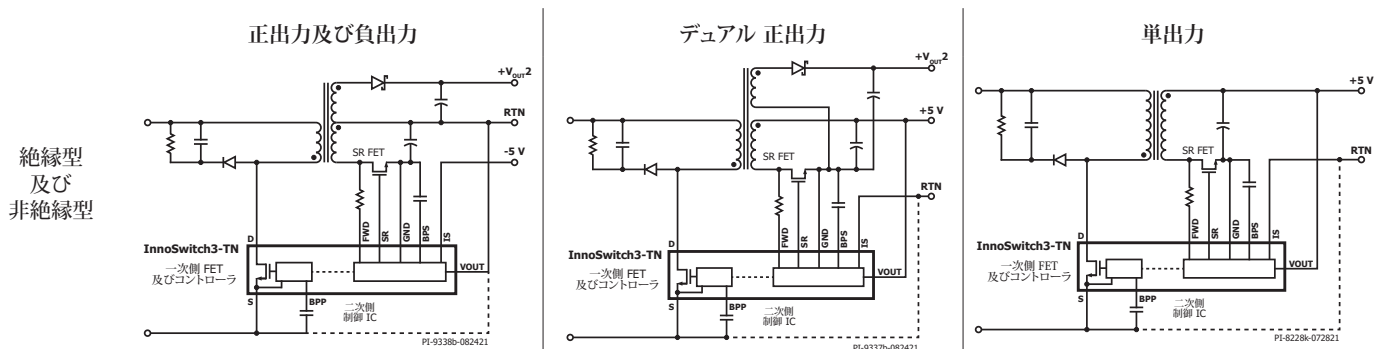 絶縁型
及び
非絶縁型
正出力及び負出力
+VOUT2
RTN
SR FET
-5 V
FWD
SR
GND
BPS
IS
D
InnoSwitch3-TN
一次側 FET
及びコントローラ
VOUT
S
BPP
二次側
制御 IC
PI-9338b-082421
デュアル 正出力
+VOUT2
+5 V
SR FET
RTN
FWD
SR
GND
BPS
IS
D
InnoSwitch3-TN
一次側 FET
及びコントローラ
VOUT
S
BPP
二次側
制御 IC
PI-9337b-082421
単出力
+5 V
SR FET
RTN
FWD
SR
GND
BPS
IS
D
InnoSwitch3-TN
一次側 FET
及びコントローラ
VOUT
S
BPP
二次側
制御 IC
PI-8228k-072821